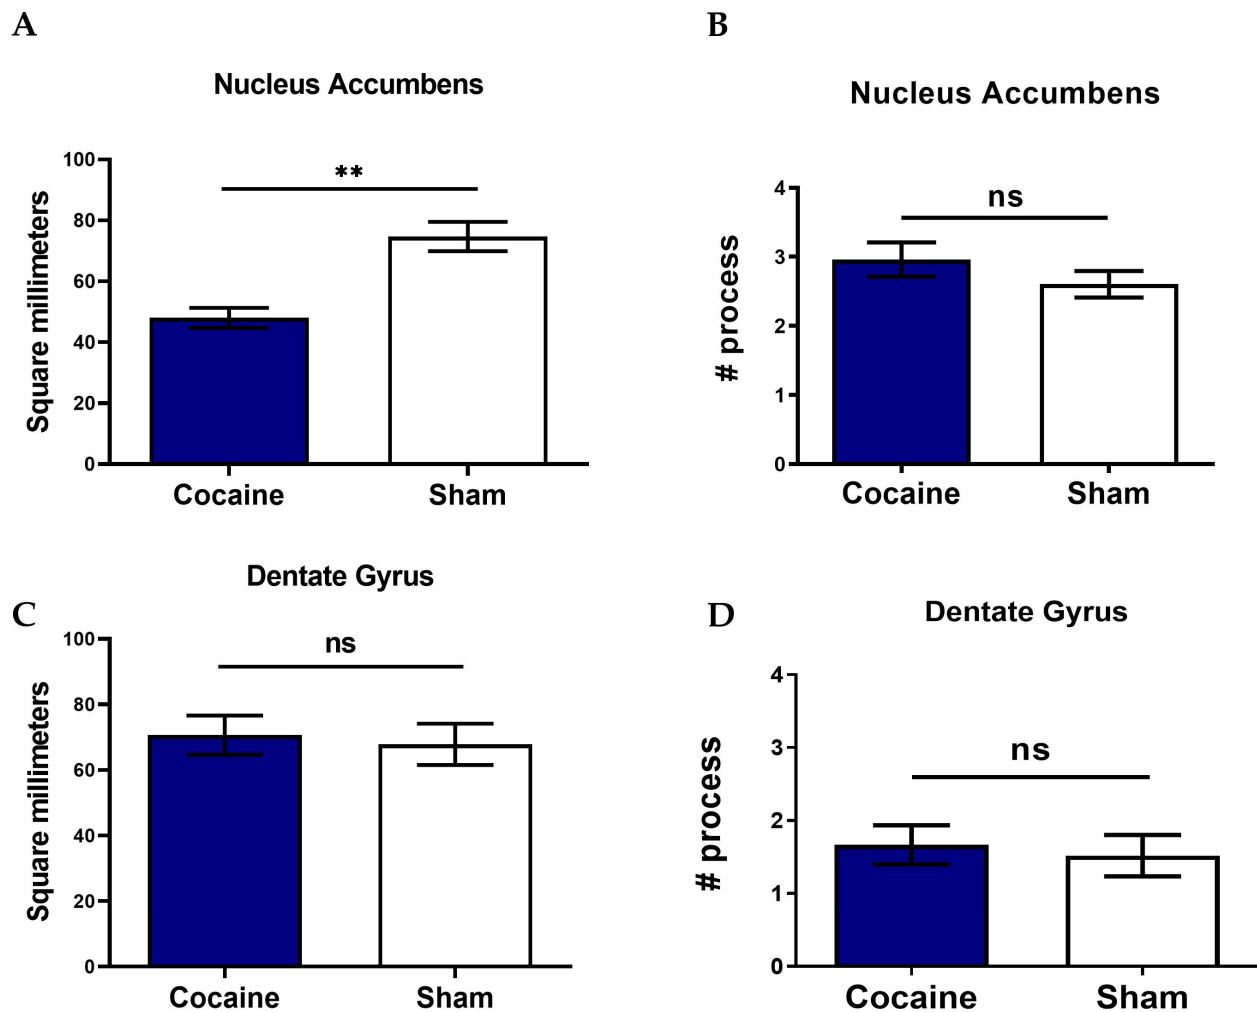 A
Nucleus Accumbens
Square millimeters
100
80
60
40
20
0
**
Cocaine
Sham
B
Nucleus Accumbens
# process
4
3
2
1
0
ns
Cocaine
Sham
C
Dentate Gyrus
Square millimeters
100
80
60
40
20
0
ns
Cocaine
Sham
D
Dentate Gyrus
# process
4
3
2
1
0
ns
Cocaine
Sham